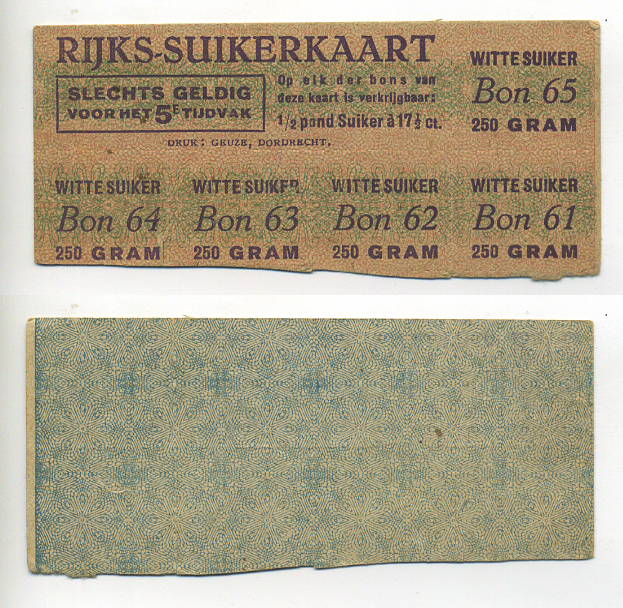 RIJKS-SUIKERKAART
SLECHTS GELDIG
VOOR HET 5E TIJDVAK
Op elk der bons van
deze kaart is verkrijgbaar:
1/2 pond Suiker à 17½ Ct.
DRUK: GEUZE, DORDRECHT.
WITTE SUIKER
Bon 65
250 GRAM
WITTE SUIKER
Bon 64
250 GRAM
WITTE SUIKER
Bon 63
250 GRAM
WITTE SUIKER
Bon 62
250 GRAM
WITTE SUIKER
Bon 61
250 GRAM